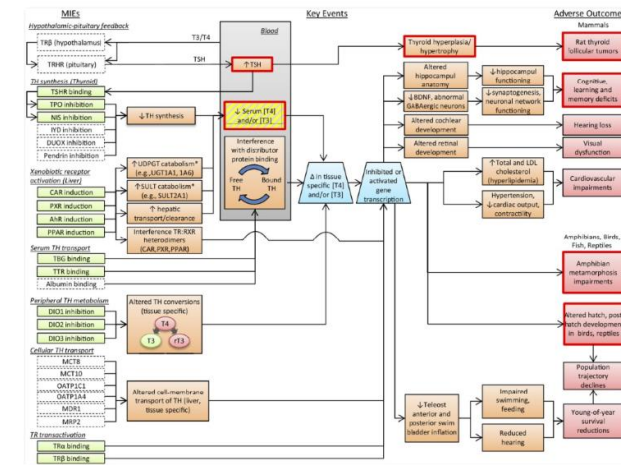 MIEs
Key Events
Adverse Outcome
Hypothalamic-pituitary feedback
TRβ (hypothalamus)
TRHR (pituitary)
T3/T4
TSH
Blood
↑TSH
TH synthesis (Thyroid)
TSHR binding
TPO inhibition
NIS inhibition
IYD inhibition
DUOX inhibition
Pendrin inhibition
↓TH synthesis
↓ Serum [T4]
and/or [T3]
Interference
with distributor
protein binding
Free
TH
Bound
TH
Xenobiotic receptor
activation (Liver)
CAR induction
PXR induction
AhR induction
PPAR induction
↑UDPGT catabolism*
(e.g., UGT1A1, 1A6)
↑SULT catabolism*
(e.g., SULT2A1)
↑ hepatic
transport/clearance
Interference TR:RXR
heterodimers
(CAR,PXR,PPAR)
Serum TH transport
TBG binding
TTR binding
Albumin binding
Peripheral TH metabolism
DIO1 inhibition
DIO2 inhibition
DIO3 inhibition
Altered TH conversions
(tissue specific)
T4
T3
rT3
Cellular TH transport
MCT8
MCT10
OATP1C1
OATP1A4
MDR1
MRP2
Altered cell-membrane
transport of TH (liver,
tissue specific)
TR transactivation
TRα binding
TRβ binding
Δ in tissue
specific [T4]
and/or [T3]
Inhibited or
activated
gene
transcription
Thyroid hyperplasia/
hypertrophy
Altered
hippocampal
anatomy
↓hippocampal
functioning
↓BDNF, abnormal
GABAergic neurons
↓synaptogenesis,
neuronal network
functioning
Altered cochlear
development
Altered retinal
development
↑Total and LDL
cholesterol
(hyperlipidemia)
Hypertension,
↓cardiac output,
contractility
↓Teleost
anterior and
posterior swim
bladder inflation
Impaired
swimming,
feeding
Reduced
hearing
Mammals
Rat thyroid
follicular tumors
Cognitive,
learning and
memory deficits
Hearing loss
Visual
dysfunction
Cardiovascular
impairments
Amphibians, Birds,
Fish, Reptiles
Amphibian
metamorphosis
impairments
Altered hatch, post
hatch development
in birds, reptiles
Population
trajectory
declines
Young-of-year
survival
reductions